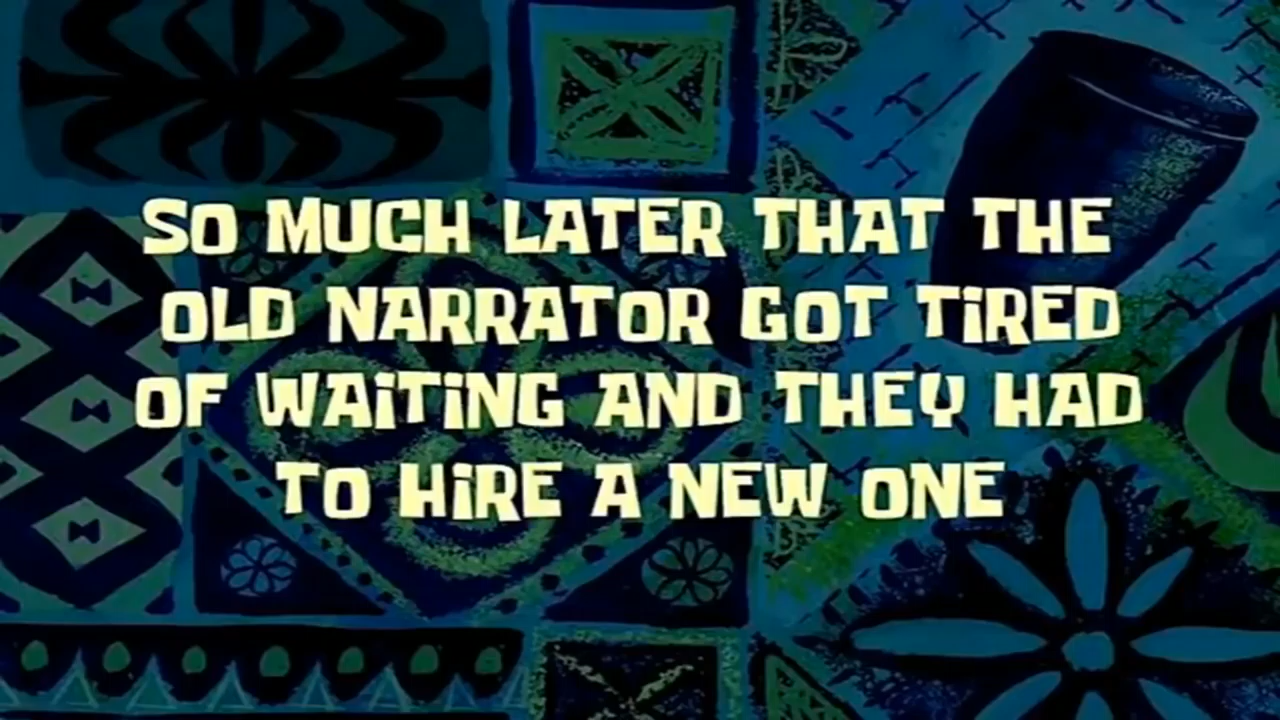 SO MUCH LATER THAT THE
OLD NARRATOR GOT TiRED
OF WAiTiNG AND THEY HAD
TO HiRE A NEW ONE